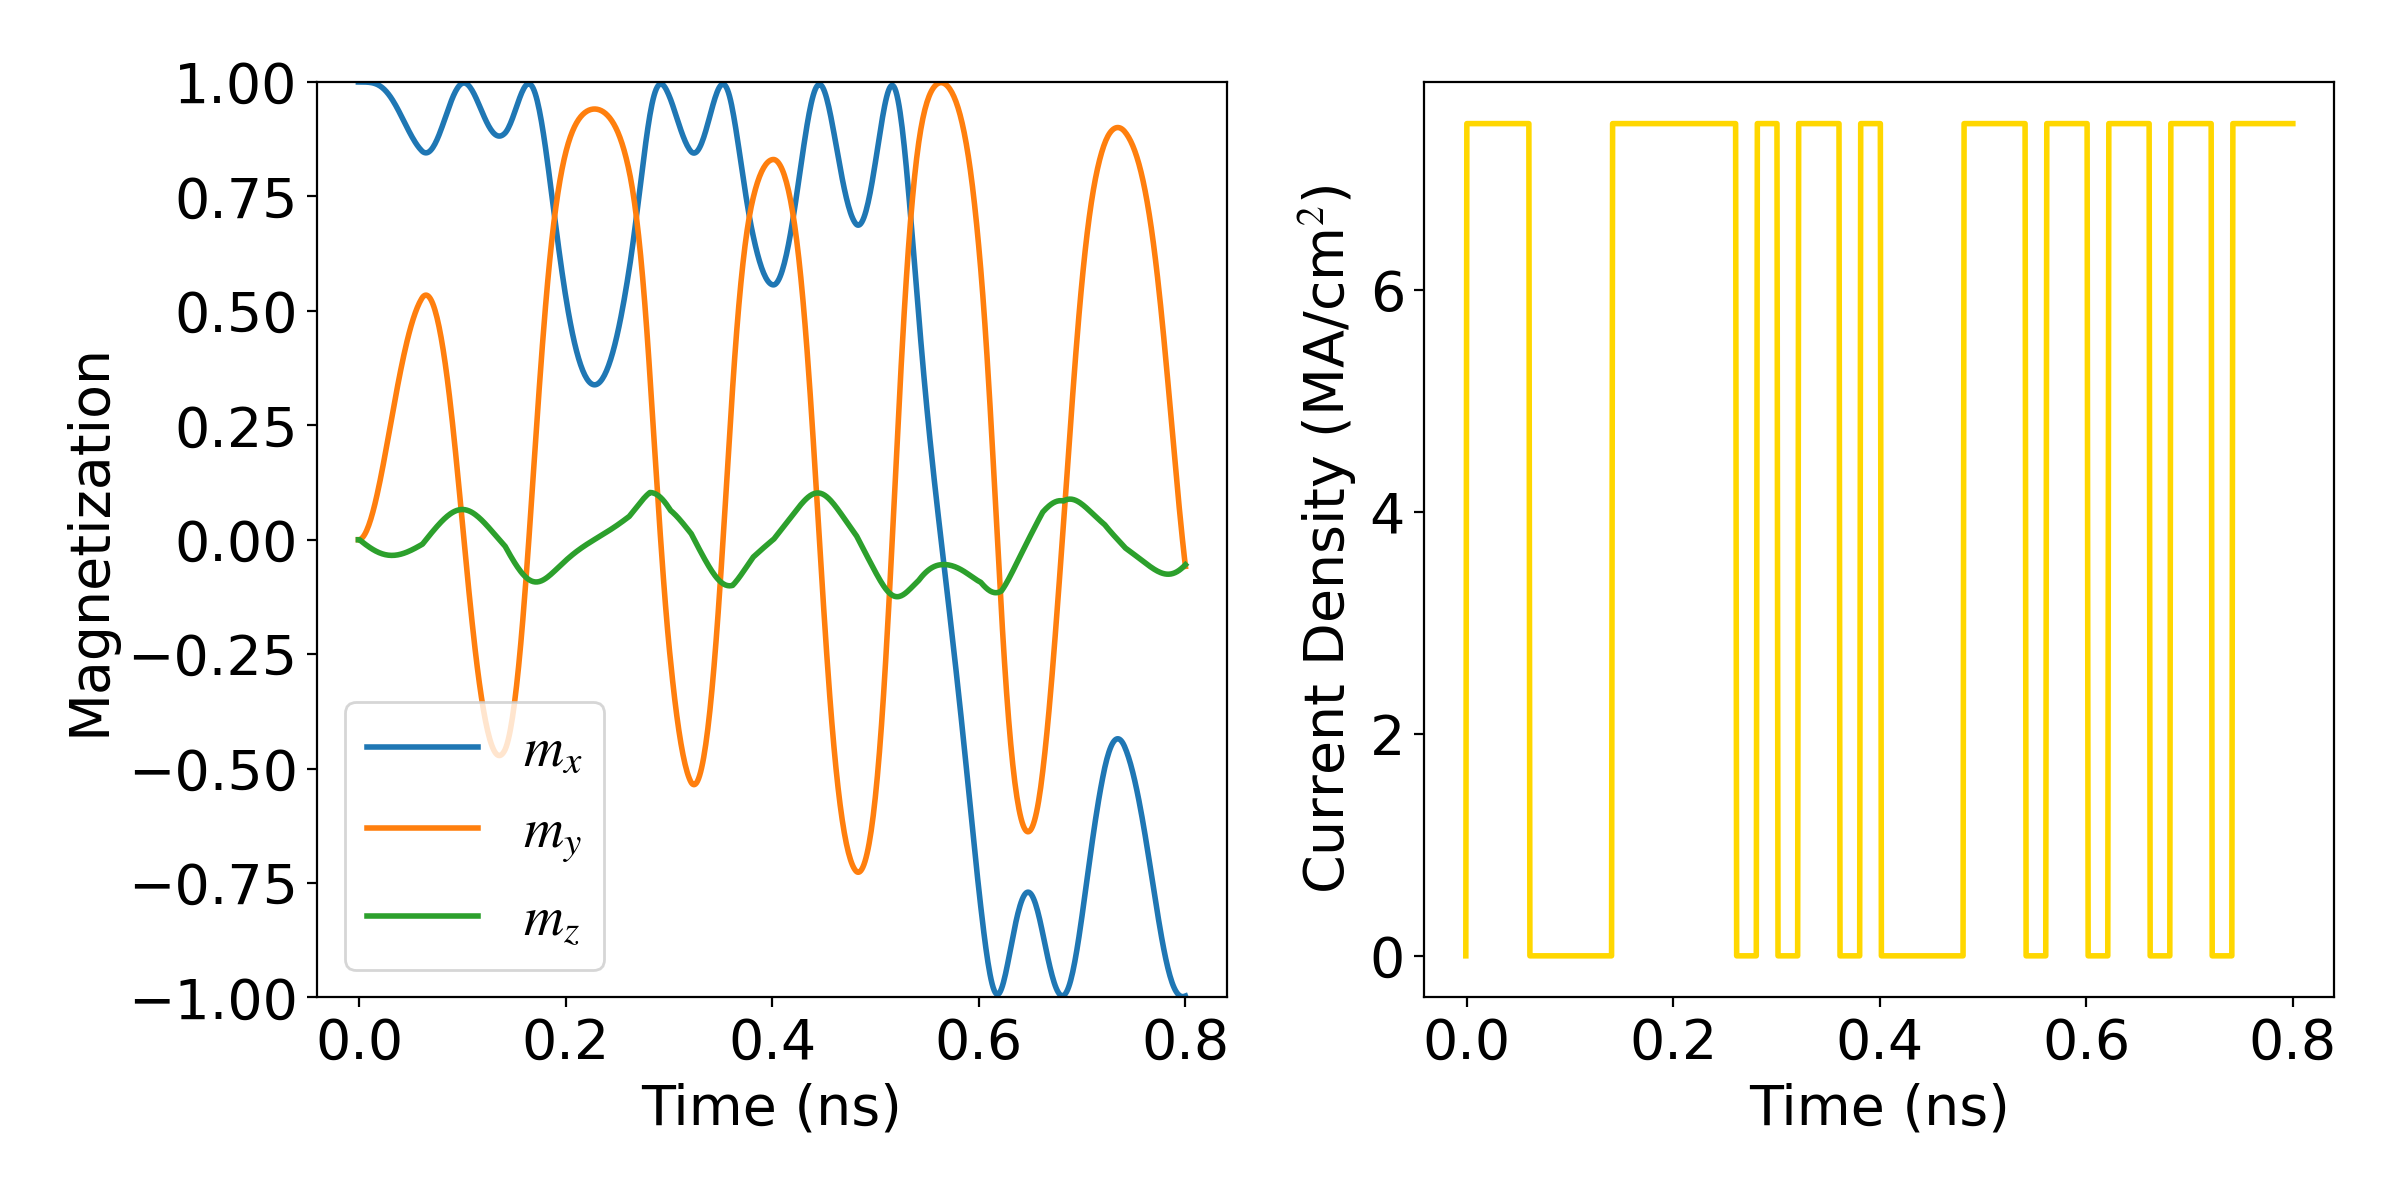 1.00
0.75
0.50
0.25
0.00
−0.25
−0.50
−0.75
−1.00
Magnetization
m_x
m_y
m_z
0.0 0.2 0.4 0.6 0.8
Time (ns)
6
4
2
0
Current Density (MA/cm²)
0.0 0.2 0.4 0.6 0.8
Time (ns)